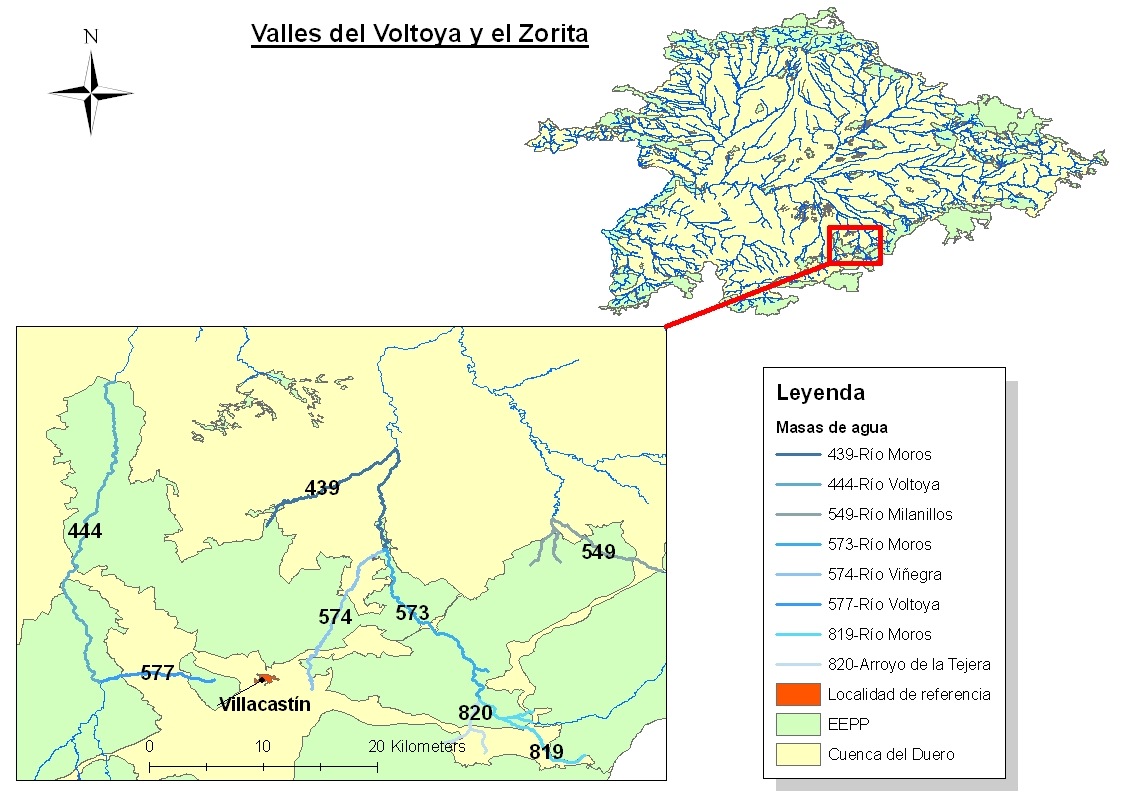 Valles del Voltoya y el Zorita
N
439
444
549
574
573
577
Villacastín
820
819
0
10
20 Kilometers
Leyenda
Masas de agua
439-Río Moros
444-Río Voltoya
549-Río Milanillos
573-Río Moros
574-Río Viñegra
577-Río Voltoya
819-Río Moros
820-Arroyo de la Tejera
Localidad de referencia
EEPP
Cuenca del Duero